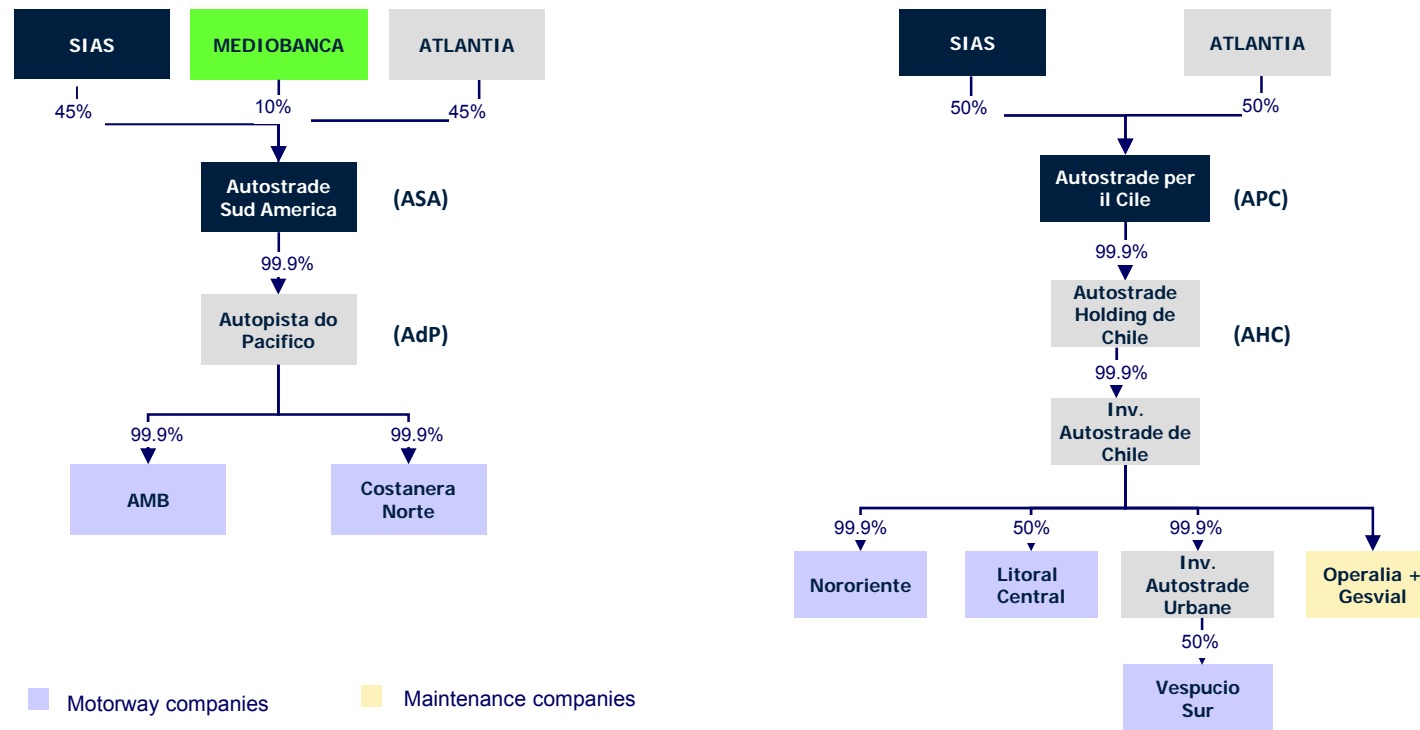 SIAS
MEDIOBANCA
ATLANTIA
45%
10%
45%
Autostrade
Sud America
(ASA)
99.9%
Autopista do
Pacifico
(AdP)
99.9%
99.9%
AMB
Costanera
Norte
SIAS
ATLANTIA
50%
50%
Autostrade per
il Cile
(APC)
99.9%
Autostrade
Holding de
Chile
(AHC)
99.9%
Inv.
Autostrade de
Chile
99.9%
50%
99.9%
Nororiente
Litoral
Central
Inv.
Autostrade
Urbane
Operalia +
Gesvial
50%
Vespucio
Sur
Motorway companies
Maintenance companies